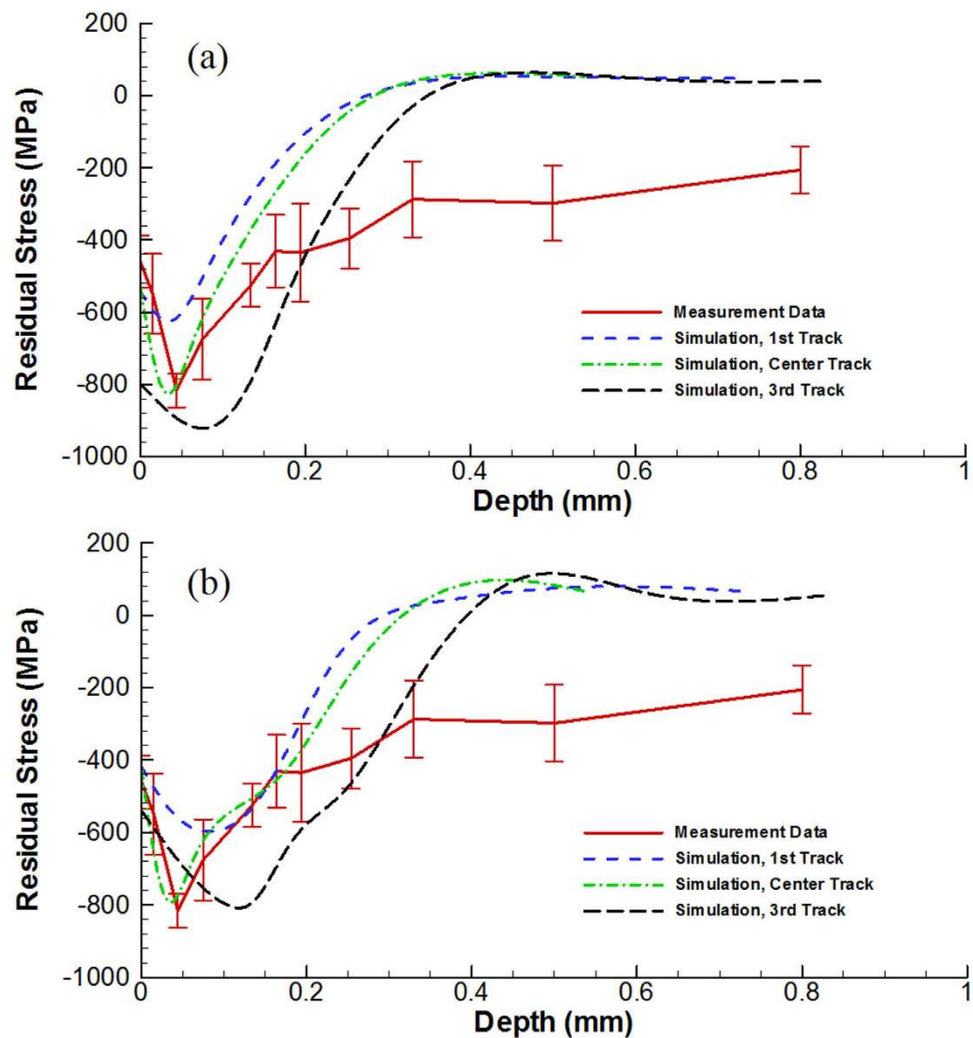 (a)
Residual Stress (MPa)
200
0
-200
-400
-600
-800
-1000
Measurement Data
Simulation, 1st Track
Simulation, Center Track
Simulation, 3rd Track
0
0.2
0.4
0.6
0.8
1
Depth (mm)
(b)
Residual Stress (MPa)
200
0
-200
-400
-600
-800
-1000
Measurement Data
Simulation, 1st Track
Simulation, Center Track
Simulation, 3rd Track
0
0.2
0.4
0.6
0.8
1
Depth (mm)